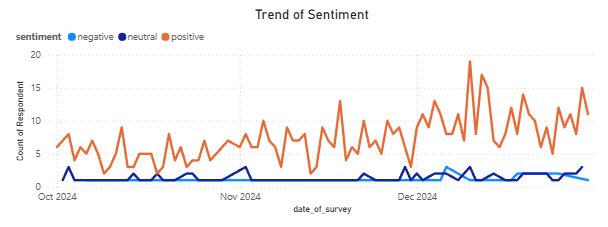 Trend of Sentiment
sentiment negative neutral positive
Count of Respondent
20
15
10
5
0
Oct 2024 Nov 2024 Dec 2024
date_of_survey